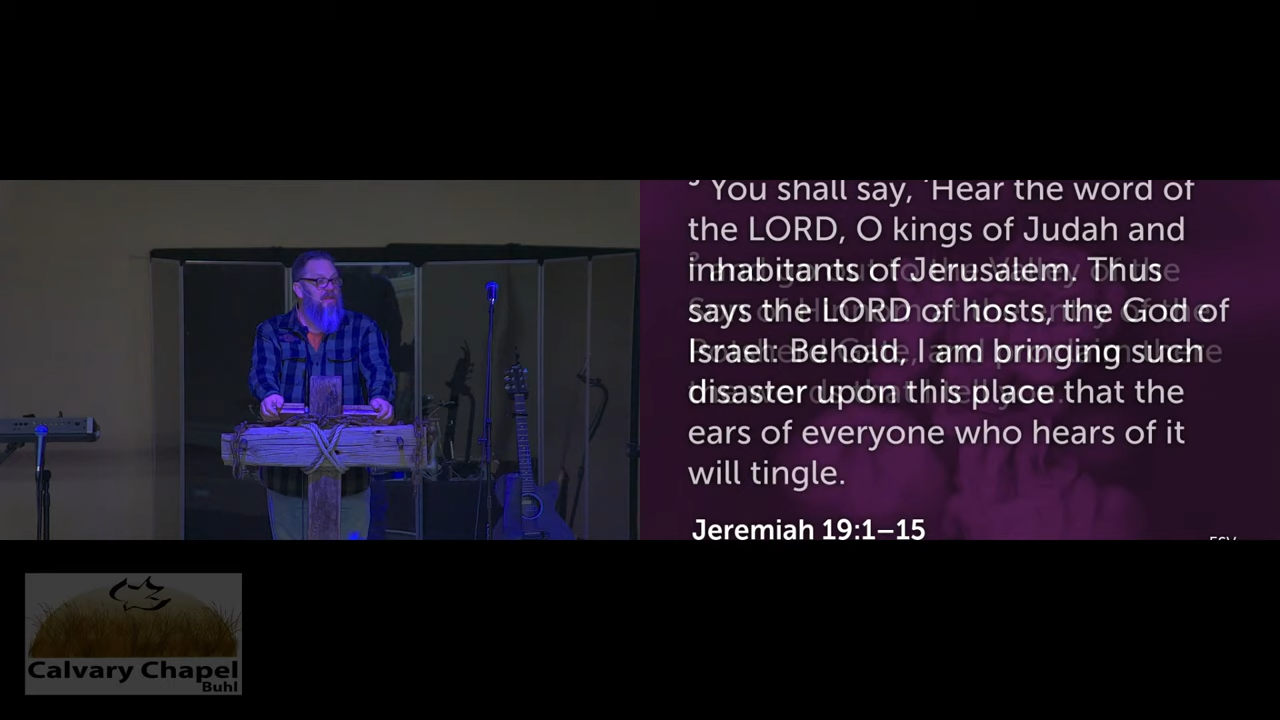 3 You shall say, 'Hear the word of
the LORD, O kings of Judah and
inhabitants of Jerusalem. Thus
says the LORD of hosts, the God of
Israel: Behold, I am bringing such
disaster upon this place that the
ears of everyone who hears of it
will tingle.
Jeremiah 19:1–15
ESV
Calvary Chapel
Buhl